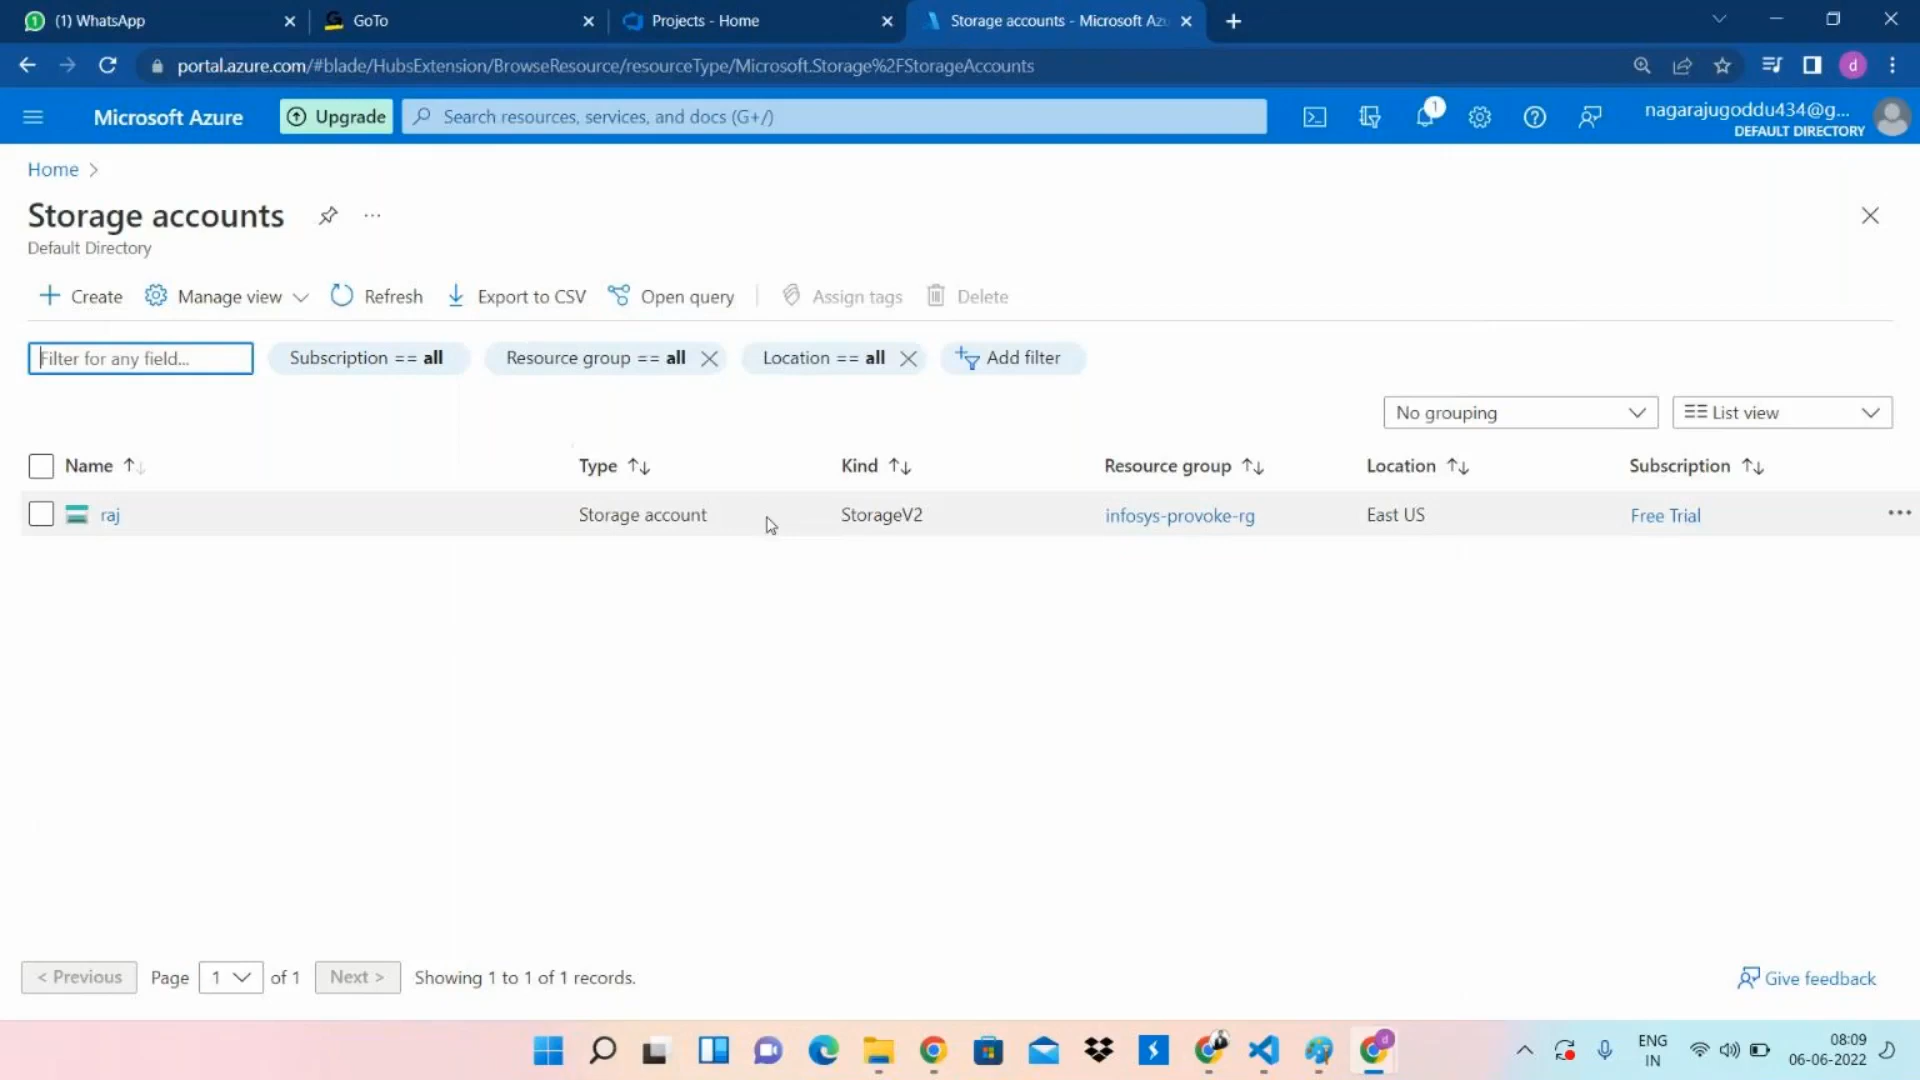 (1) WhatsApp
GoTo
Projects - Home
Storage accounts - Microsoft Azu
portal.azure.com/#blade/HubsExtension/BrowseResource/resourceType/Microsoft.Storage%2FStorageAccounts
d
Microsoft Azure
Upgrade
Search resources, services, and docs (G+/)
1
nagarajugoddu434@g...
DEFAULT DIRECTORY
Home >
Storage accounts
...
Default Directory
+ Create
Manage view
Refresh
Export to CSV
Open query
Assign tags
Delete
Filter for any field...
Subscription == all
Resource group == all
Location == all
Add filter
No grouping
List view
Name
Type
Kind
Resource group
Location
Subscription
raj
Storage account
StorageV2
infosys-provoke-rg
East US
Free Trial
...
< Previous
Page 1 of 1
Next >
Showing 1 to 1 of 1 records.
Give feedback
d
ENG
IN
08:09
06-06-2022